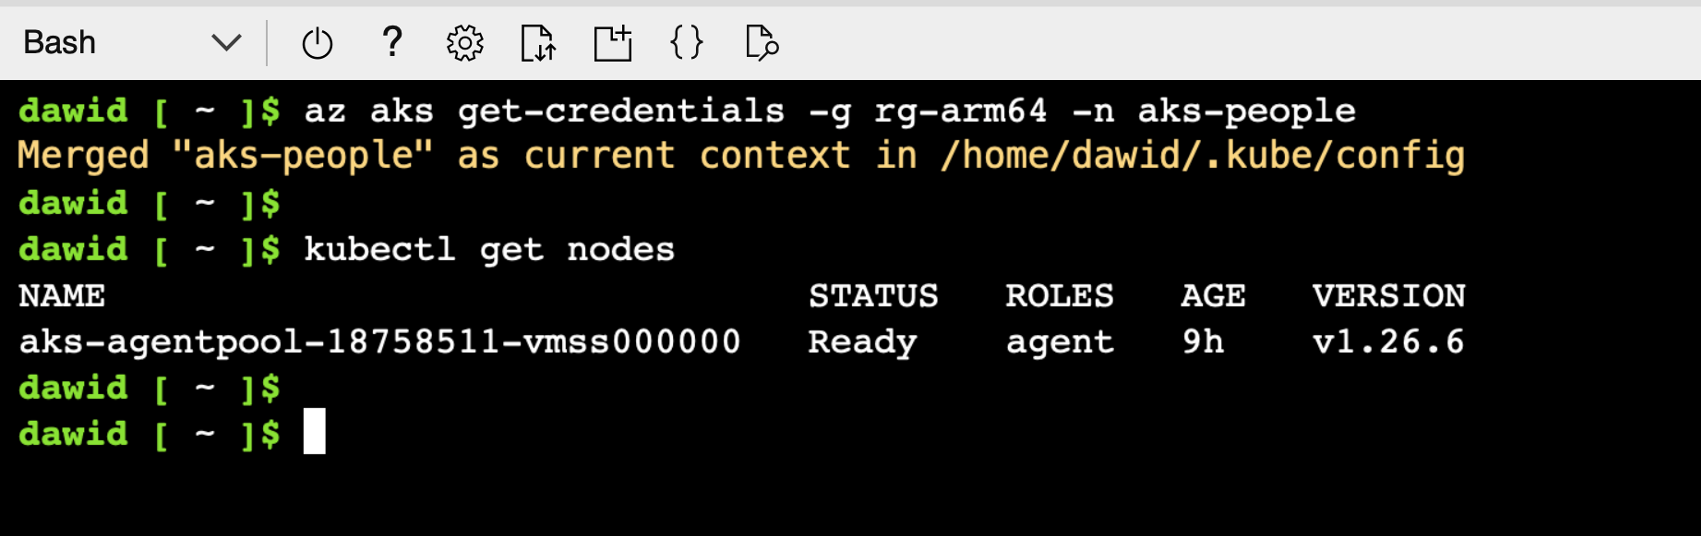 Bash
dawid [ ~ ]$ az aks get-credentials -g rg-arm64 -n aks-people
Merged "aks-people" as current context in /home/dawid/.kube/config
dawid [ ~ ]$
dawid [ ~ ]$ kubectl get nodes
NAME STATUS ROLES AGE VERSION
aks-agentpool-18758511-vmss000000 Ready agent 9h v1.26.6
dawid [ ~ ]$
dawid [ ~ ]$